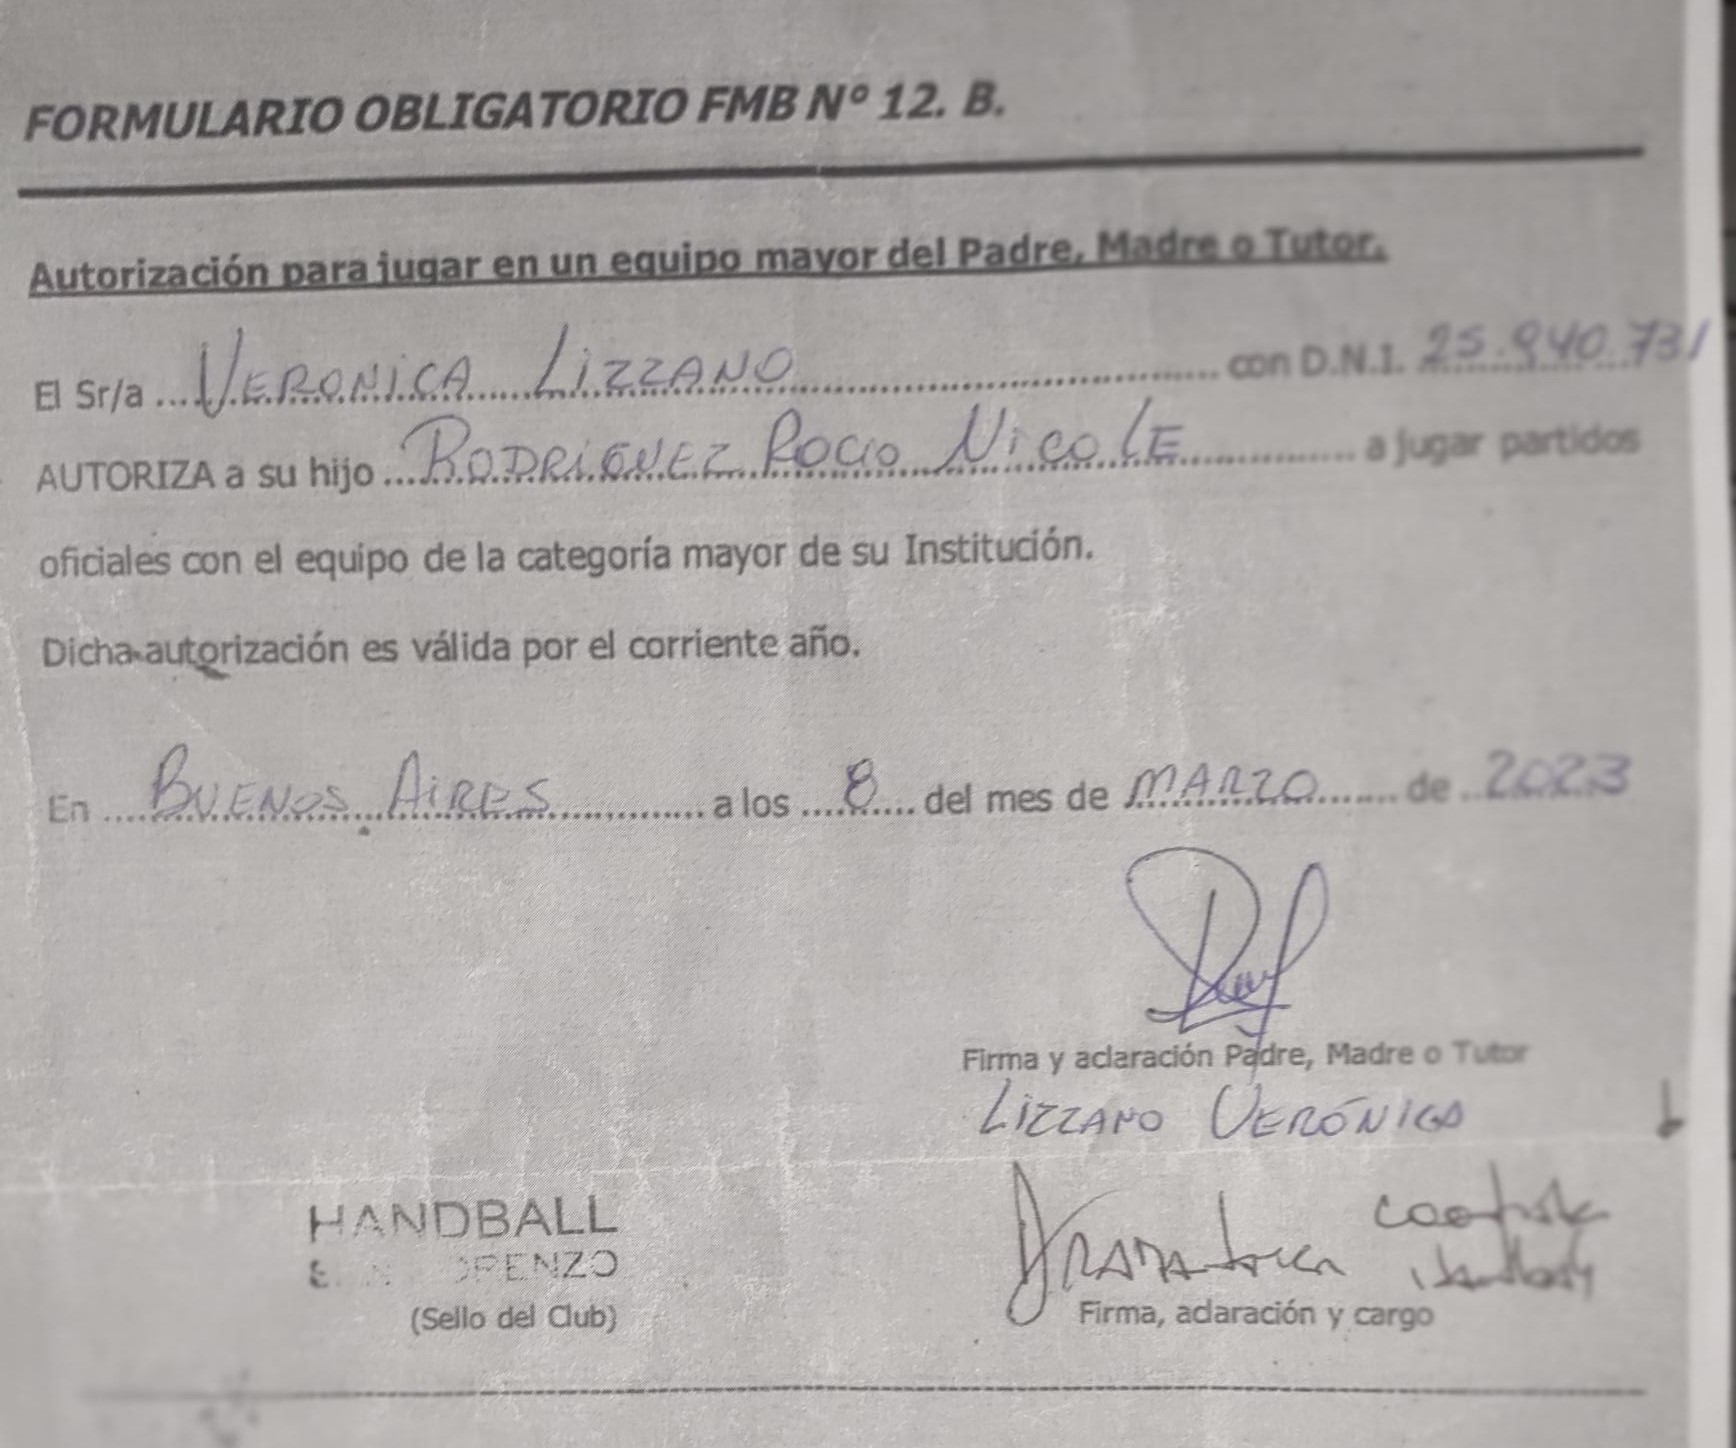 FORMULARIO OBLIGATORIO FMB Nº 12. B.
Autorización para jugar en un equipo mayor del Padre, Madre o Tutor.
El Sr/a ... VERONICA LIZZANO ... con D.N.I. 25.940.731
AUTORIZA a su hijo ... RODRIGUEZ ROCIO NICOLE ... a jugar partidos
oficiales con el equipo de la categoría mayor de su Institución.
Dicha autorización es válida por el corriente año.
En ... BUENOS AIRES ... a los ... 8 ... del mes de MARZO ... de .. 2023
Firma y aclaración Padre, Madre o Tutor
LIZZANO VERÓNICA
HANDBALL
(Sello del Club)
Firma, aclaración y cargo